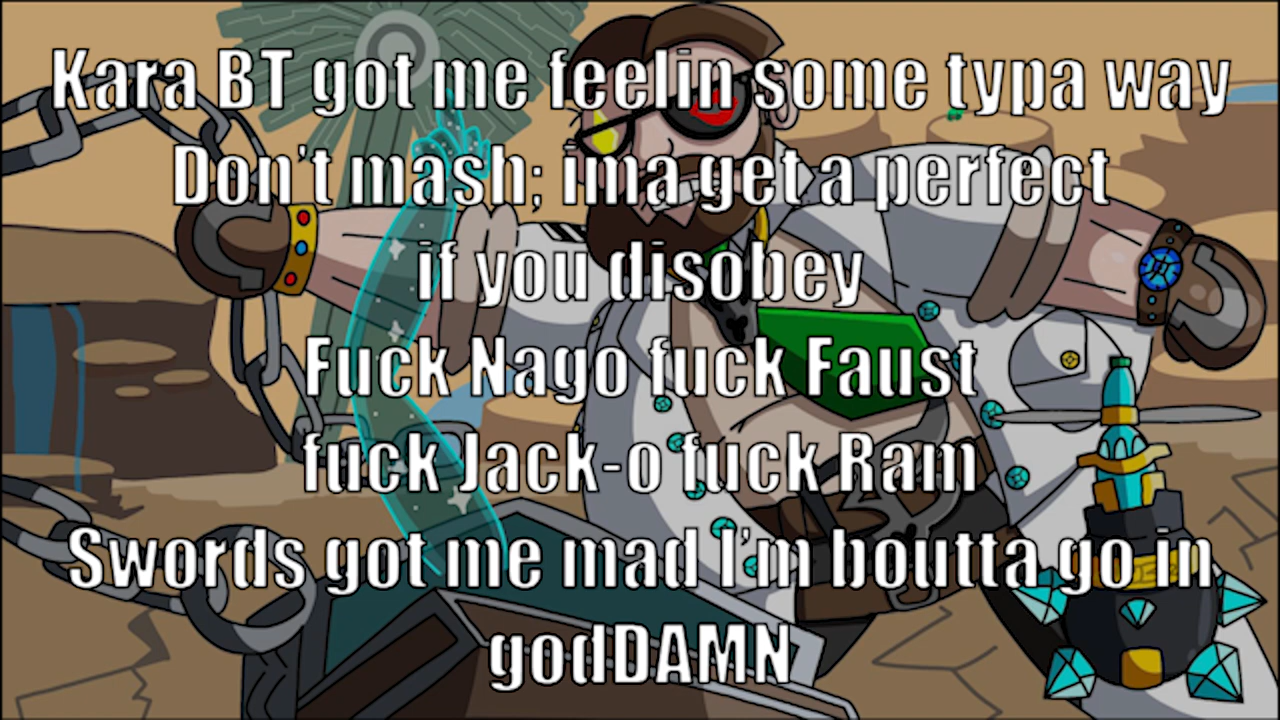 Kara BT got me feelin some typa way
Don't mash; ima get a perfect
if you disobey
Fuck Nago fuck Faust
fuck Jack-o fuck Ram
Swords got me mad I'm boutta go in
godDAMN